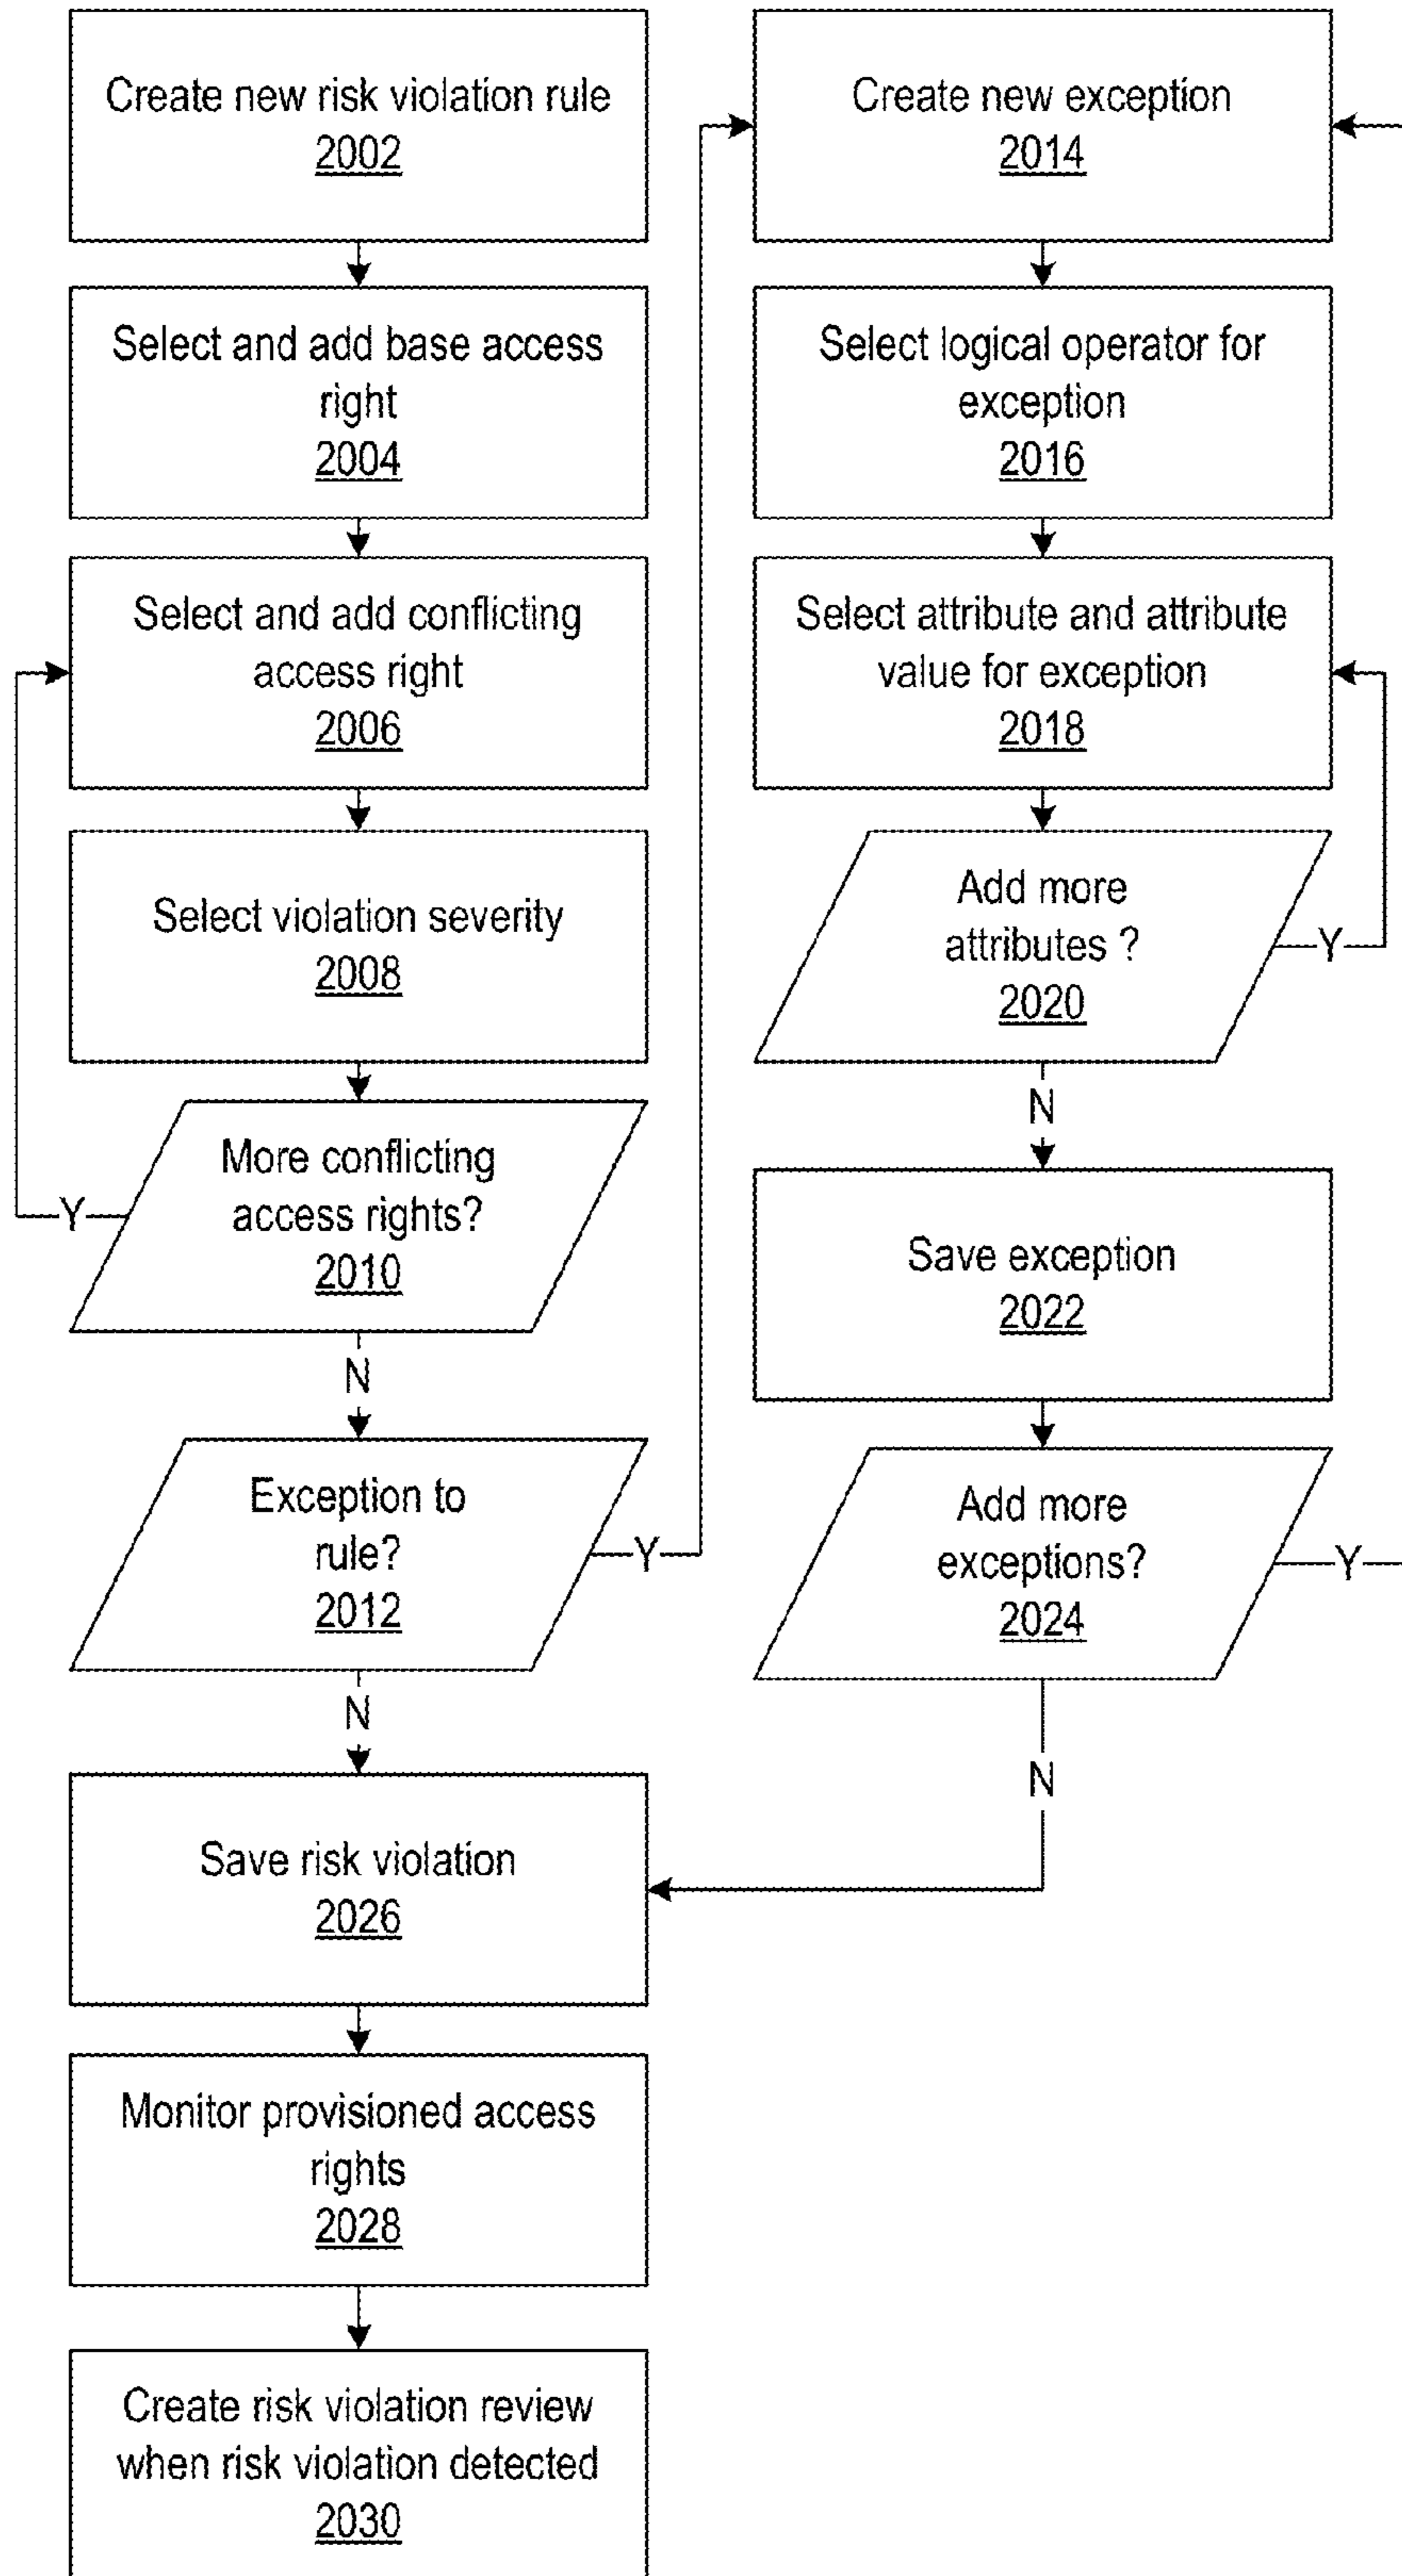 Create new risk violation rule
2002
Select and add base access
right
2004
Select and add conflicting
access right
2006
Select violation severity
2008
More conflicting
access rights?
2010
Y
N
Exception to
rule?
2012
Y
N
Create new exception
2014
Select logical operator for
exception
2016
Select attribute and attribute
value for exception
2018
Add more
attributes ?
2020
Y
N
Save exception
2022
Add more
exceptions?
2024
Y
N
Save risk violation
2026
Monitor provisioned access
rights
2028
Create risk violation review
when risk violation detected
2030